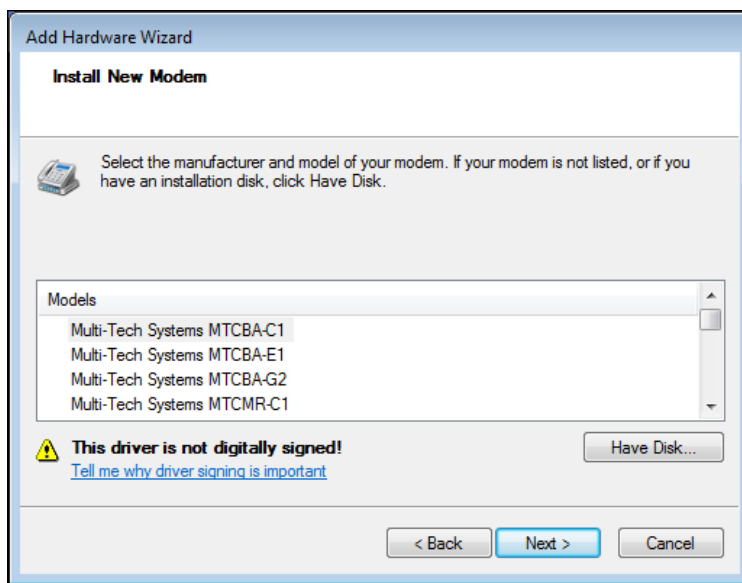 Add Hardware Wizard
Install New Modem
Select the manufacturer and model of your modem. If your modem is not listed, or if you
have an installation disk, click Have Disk.
Models
Multi-Tech Systems MTCBA-C1
Multi-Tech Systems MTCBA-E1
Multi-Tech Systems MTCBA-G2
Multi-Tech Systems MTCMR-C1
This driver is not digitally signed!
Have Disk...
Tell me why driver signing is important
< Back Next > Cancel